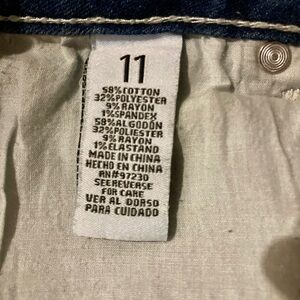 11
58%COTTON
32%POLYESTER
9%RAYON
1%SPANDEX
58%ALGODÓN
32%POLIESTER
9%RAYON
1%ELASTANO
MADE IN CHINA
HECHO EN CHINA
RN#97230
SEE REVERSE
FOR CARE
VER AL DORSO
PARA CUIDADO